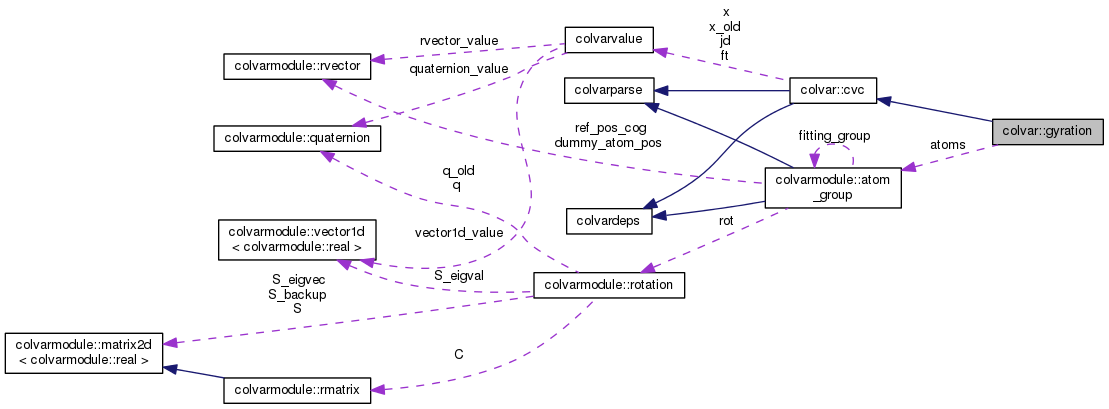 x
x_old
jd
ft
colvarvalue
rvector_value
colvarmodule::rvector
quaternion_value
colvarparse
colvar::cvc
colvar::gyration
colvarmodule::quaternion
ref_pos_cog
dummy_atom_pos
fitting_group
atoms
q_old
q
colvarmodule::atom
_group
colvardeps
rot
colvarmodule::vector1d
< colvarmodule::real >
vector1d_value
S_eigval
colvarmodule::rotation
S_eigvec
S_backup
S
colvarmodule::matrix2d
< colvarmodule::real >
C
colvarmodule::rmatrix